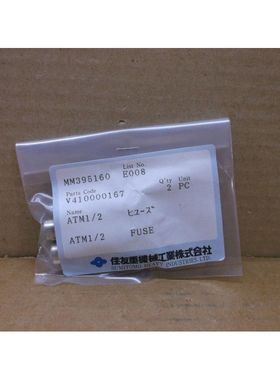 List No.
MM395160 E008
Parts Code Q'ty Unit
V410000167 2 PC
Name
ATM1/2 ヒューズ
ATM1/2 FUSE
住友重機械工業株式会社
SUMITOMO HEAVY INDUSTRIES, LTD.